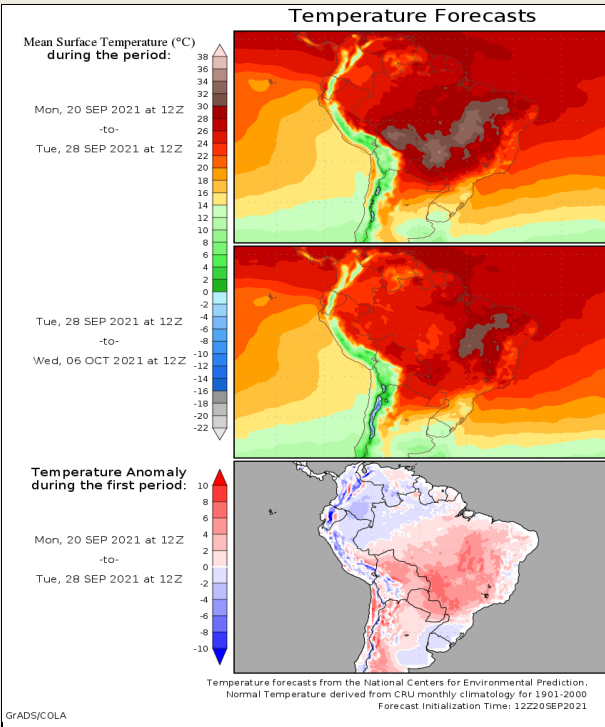 Temperature Forecasts
Mean Surface Temperature (°C)
during the period:
38
36
34
32
30
28
26
24
22
20
18
16
14
12
10
8
6
4
2
0
-2
-4
-6
-8
-10
-12
-14
-16
-18
-20
-22
Mon, 20 SEP 2021 at 12Z
-to-
Tue, 28 SEP 2021 at 12Z
Tue, 28 SEP 2021 at 12Z
-to-
Wed, 06 OCT 2021 at 12Z
Temperature Anomaly
during the first period:
10
8
6
4
2
0
-2
-4
-6
-8
-10
Mon, 20 SEP 2021 at 12Z
-to-
Tue, 28 SEP 2021 at 12Z
Temperature forecasts from the National Centers for Environmental Prediction.
Normal Temperature derived from CRU monthly climatology for 1901-2000
Forecast Initialization Time: 12Z20SEP2021
GrADS/COLA